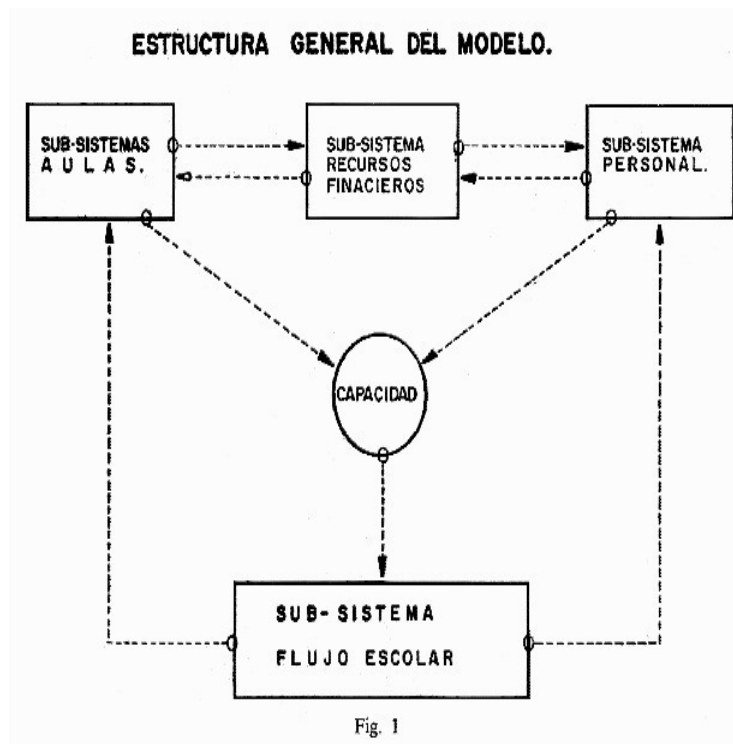 ESTRUCTURA GENERAL DEL MODELO.
SUB-SISTEMAS
AULAS.
SUB-SISTEMA
RECURSOS
FINACIEROS
SUB-SISTEMA
PERSONAL.
CAPACIDAD
SUB-SISTEMA
FLUJO ESCOLAR
Fig. 1